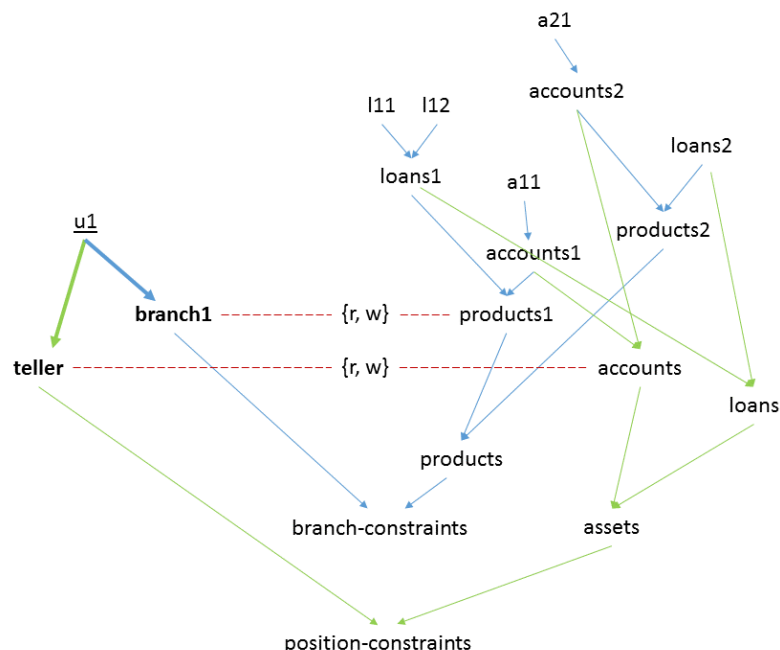 a21
accounts2
l11 l12
loans2
loans1
a11
u1
products2
accounts1
branch1 {r, w} products1
teller {r, w} accounts
loans
products
branch-constraints assets
position-constraints